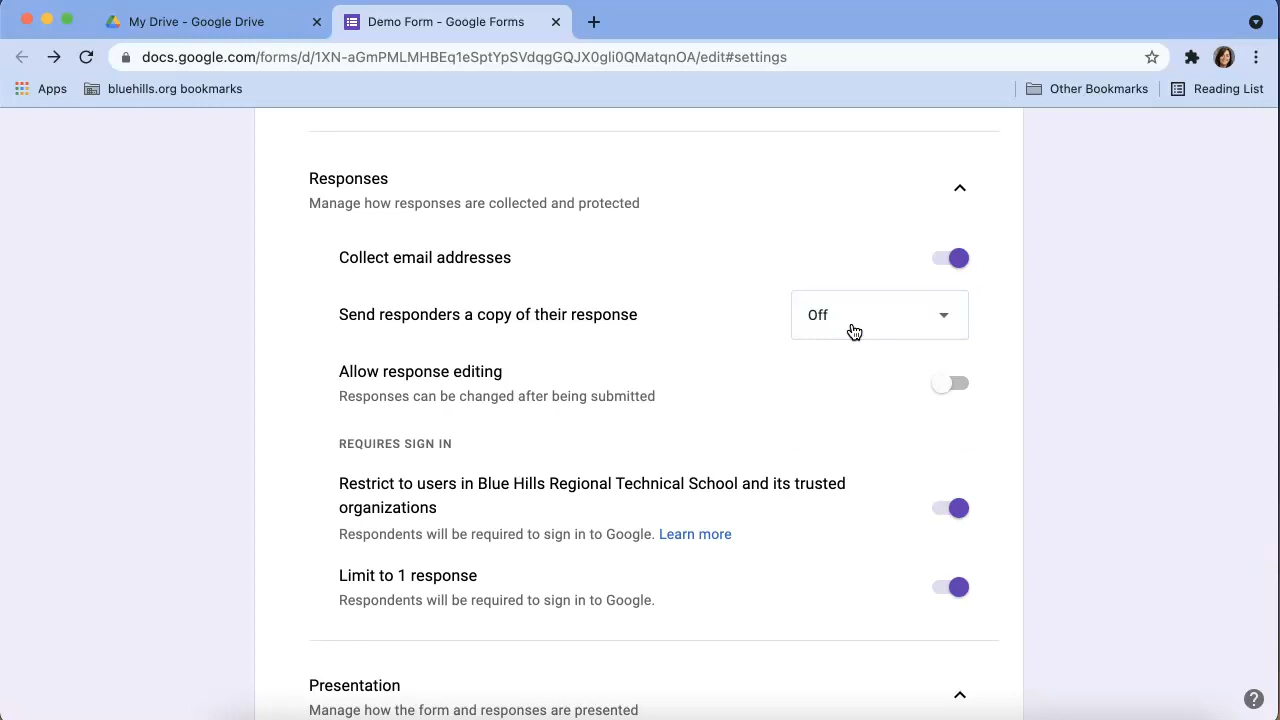 My Drive - Google Drive
Demo Form - Google Forms
docs.google.com/forms/d/1XN-aGmPMLMHBEq1eSptYpSVdqgGQJX0gli0QMatqnOA/edit#settings
Apps
bluehills.org bookmarks
Other Bookmarks
Reading List
Responses
Manage how responses are collected and protected
Collect email addresses
Send responders a copy of their response
Off
Allow response editing
Responses can be changed after being submitted
REQUIRES SIGN IN
Restrict to users in Blue Hills Regional Technical School and its trusted
organizations
Respondents will be required to sign in to Google. Learn more
Limit to 1 response
Respondents will be required to sign in to Google.
Presentation
Manage how the form and responses are presented